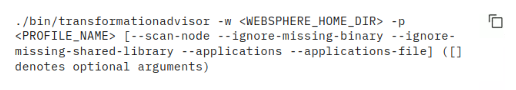 ./bin/transformationadvisor -w <WEBSPHERE_HOME_DIR> -p
<PROFILE_NAME> [--scan-node --ignore-missing-binary --ignore-
missing-shared-library --applications --applications-file] ([]
denotes optional arguments)